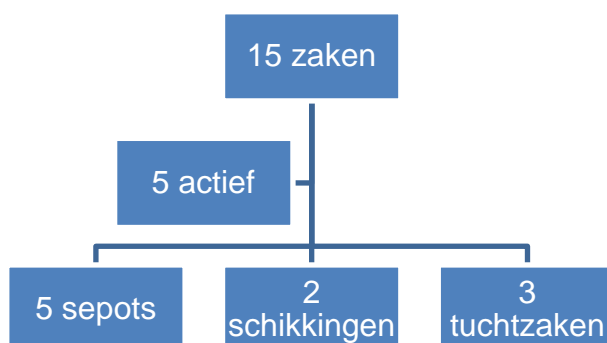 15 zaken
5 actief
5 sepots
2
schikkingen
3
tuchtzaken